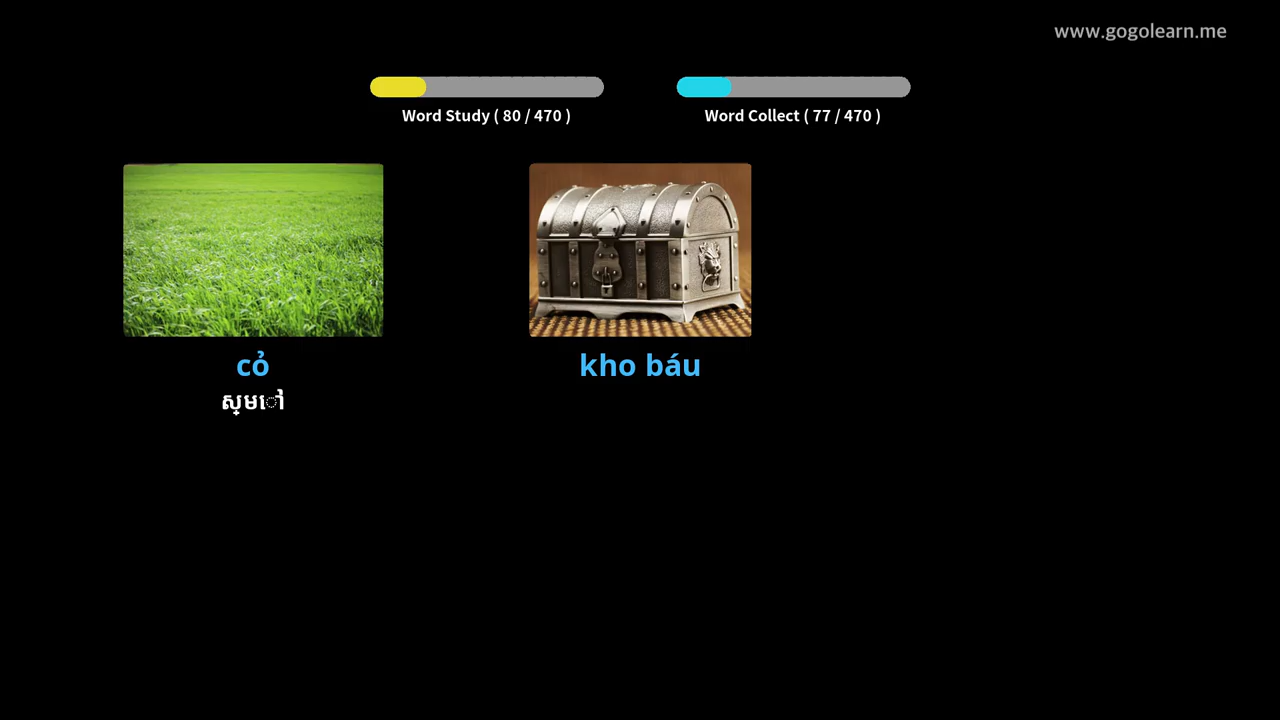 www.gogolearn.me
Word Study ( 80 / 470 )
Word Collect ( 77 / 470 )
cỏ
ស្មៅ
kho báu